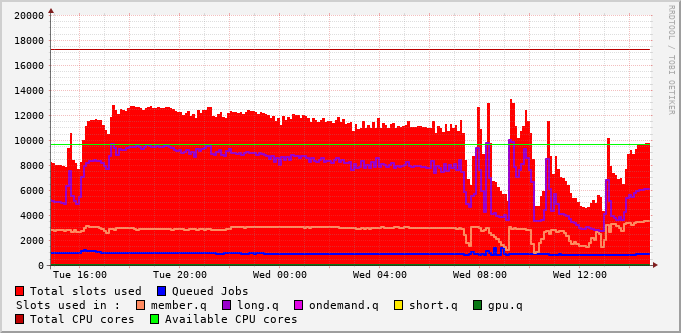 20000
18000
16000
14000
12000
10000
8000
6000
4000
2000
0
Tue 16:00 Tue 20:00 Wed 00:00 Wed 04:00 Wed 08:00 Wed 12:00
Total slots used Queued Jobs
Slots used in : member.q long.q ondemand.q short.q gpu.q
Total CPU cores Available CPU cores
RRDTOOL / TOBI OETIKER